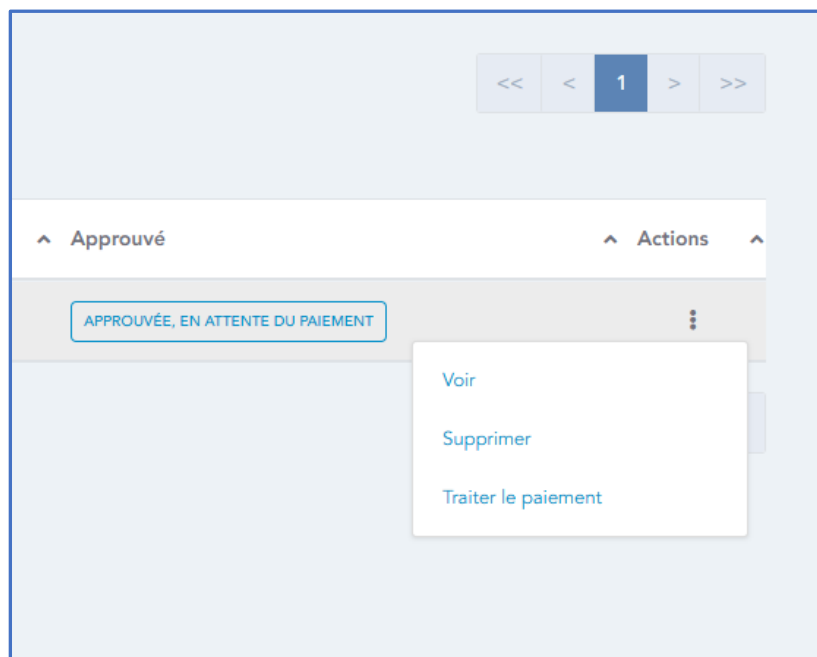 << < 1 > >>
Approuvé Actions
APPROUVÉE, EN ATTENTE DU PAIEMENT
Voir
Supprimer
Traiter le paiement